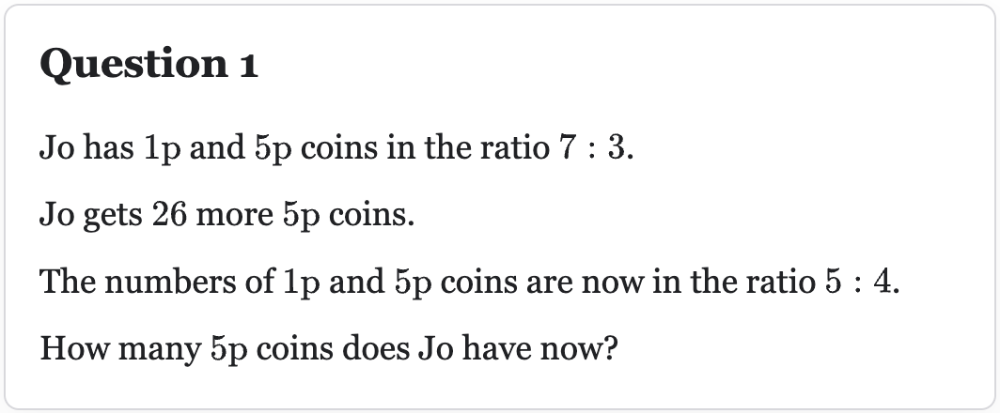 Question 1
Jo has 1p and 5p coins in the ratio 7 : 3.
Jo gets 26 more 5p coins.
The numbers of 1p and 5p coins are now in the ratio 5 : 4.
How many 5p coins does Jo have now?